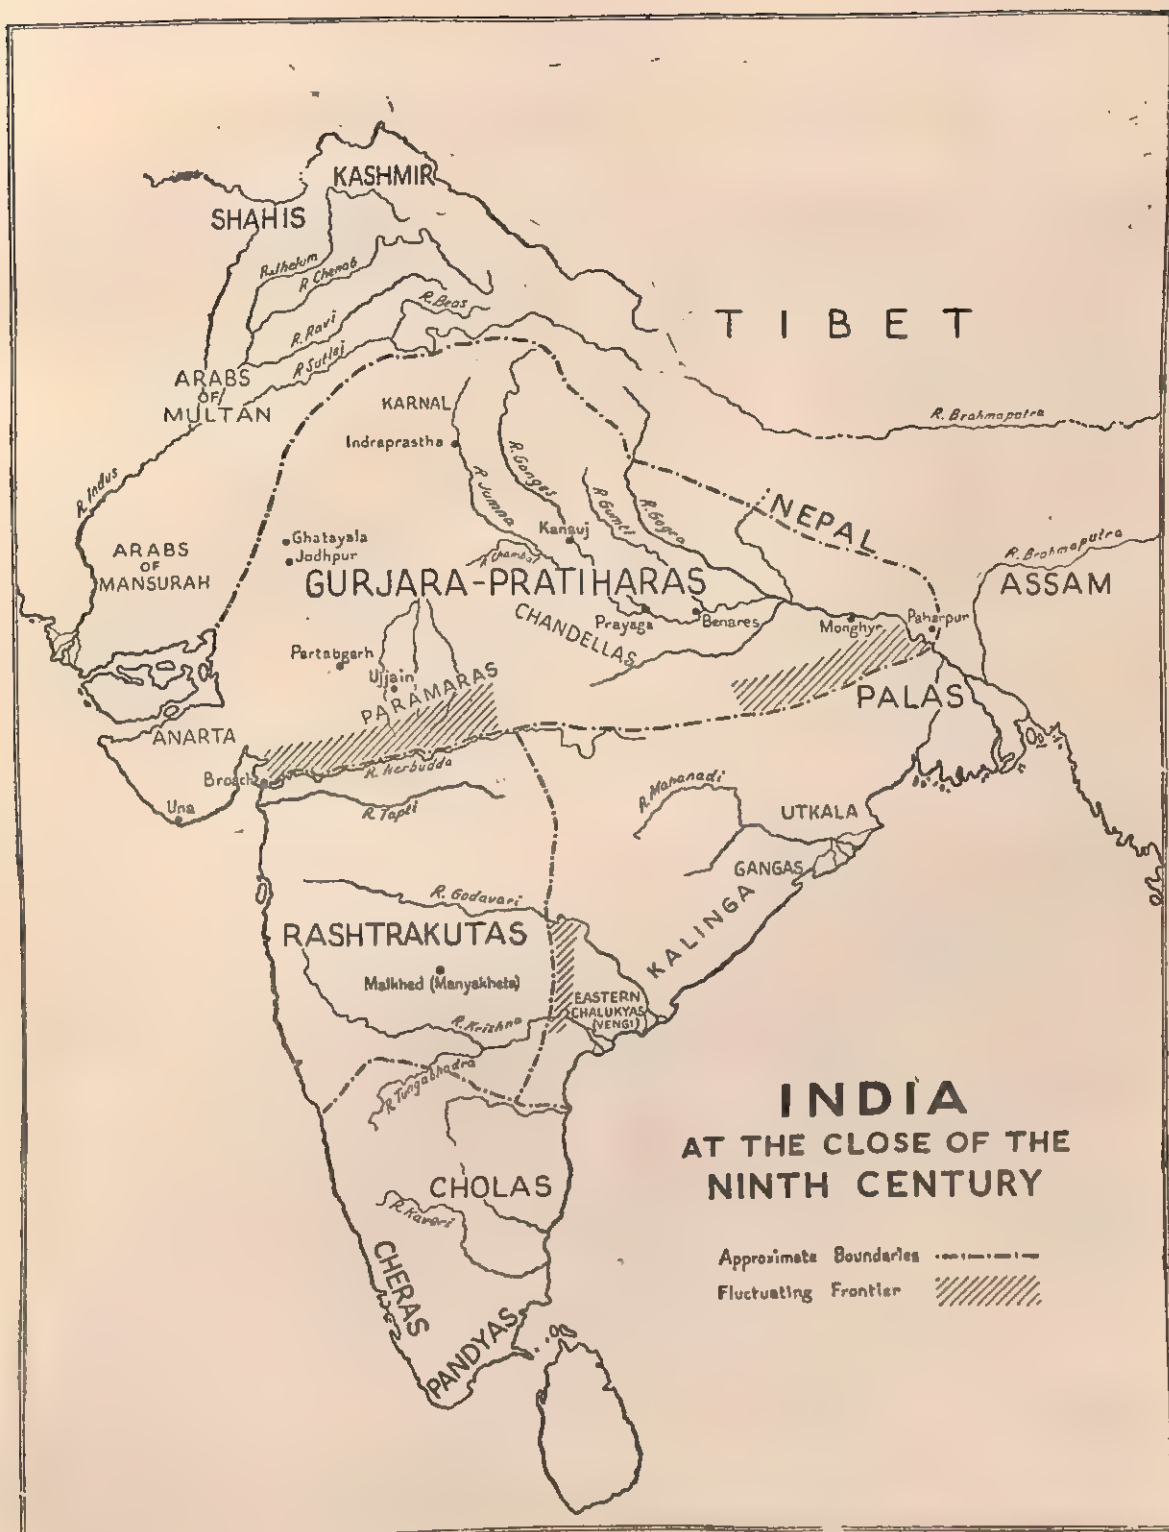 KASHMIR
SHAHIS
R. Jhelum
R. Chenab
R. Beas
R. Ravi
R. Sutlej
TIBET
ARABS
OF
MULTAN
KARNAL
R. Brahmaputra
Indraprastha
R. Indus
R. Ganges
R. Jumna
R. Gumti
R. Gogra
NEPAL
Ghatayala
Jodhpur
Kanauj
R. Chambal
R. Brahmaputra
ARABS
OF
MANSURAH
GURJARA-PRATIHARAS
ASSAM
CHANDELLAS
Prayaga
Benares
Monghyr
Paharpur
Partabgarh
Ujjain
PARAMARAS
PALAS
ANARTA
Broach
R. Nerbudda
Una
R. Tapti
R. Mahanadi
UTKALA
GANGAS
R. Godavari
KALINGA
RASHTRAKUTAS
Malkhed (Manyakheta)
EASTERN
CHALUKYAS
(VENGI)
R. Krishna
R. Tungabhadra
INDIA
AT THE CLOSE OF THE
NINTH CENTURY
CHOLAS
R. Kaveri
CHERAS
PANDYAS
Approximate Boundaries
Fluctuating Frontier